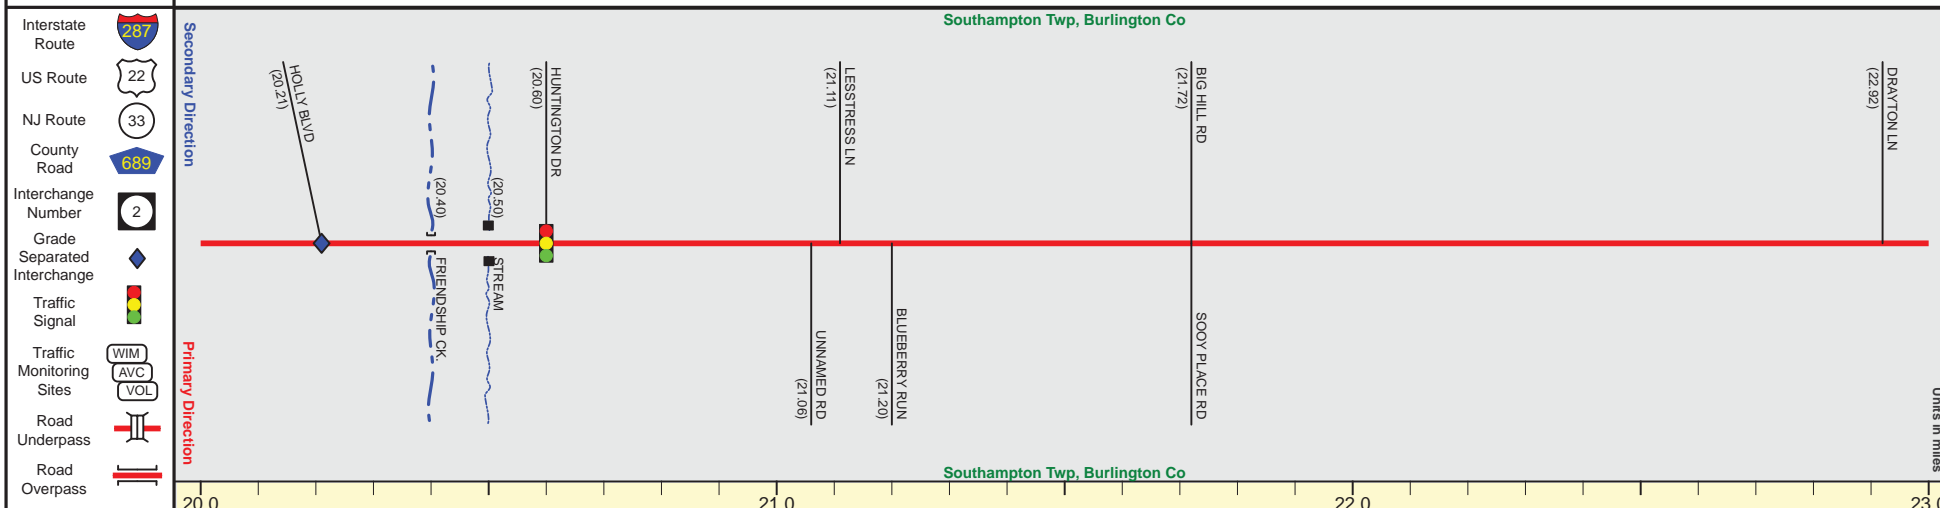 Interstate
Route
287
US Route
22
NJ Route
33
County
Road
689
Interchange
Number
2
Grade
Separated
Interchange
Traffic
Signal
Traffic
Monitoring
Sites
WIM
AVC
VOL
Road
Underpass
Road
Overpass
Secondary Direction
Primary Direction
Southampton Twp, Burlington Co
HOLLY BLVD
(20.21)
(20.40)
FRIENDSHIP CK.
(20.50)
STREAM
HUNTINGTON DR
(20.60)
UNNAMED RD
(21.06)
LESSTRESS LN
(21.11)
BLUEBERRY RUN
(21.20)
BIG HILL RD
(21.72)
SOOY PLACE RD
DRAYTON LN
(22.92)
Southampton Twp, Burlington Co
Units in miles
20.0
21.0
22.0
23.0